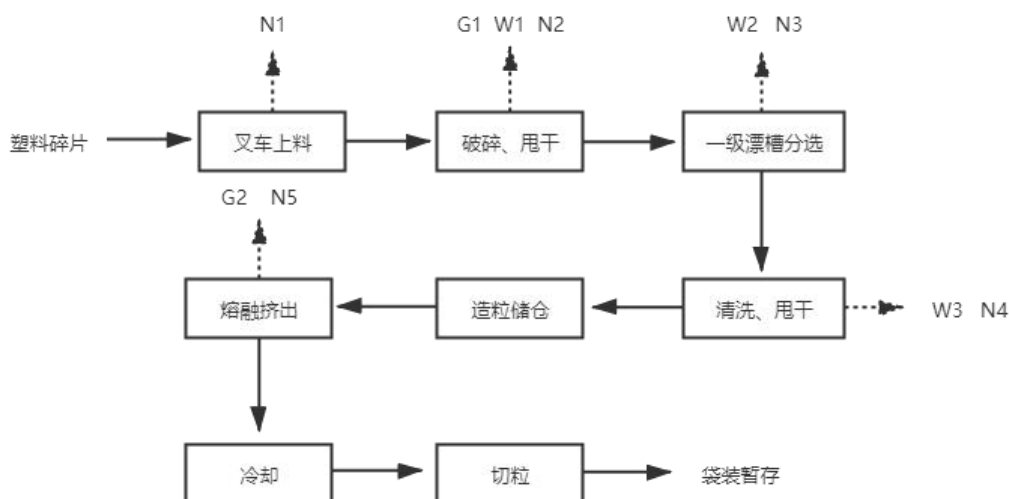 N1
G1 W1 N2
W2 N3
塑料碎片
叉车上料
破碎、甩干
一级漂槽分选
G2 N5
熔融挤出
造粒储仓
清洗、甩干
W3 N4
冷却
切粒
袋装暂存